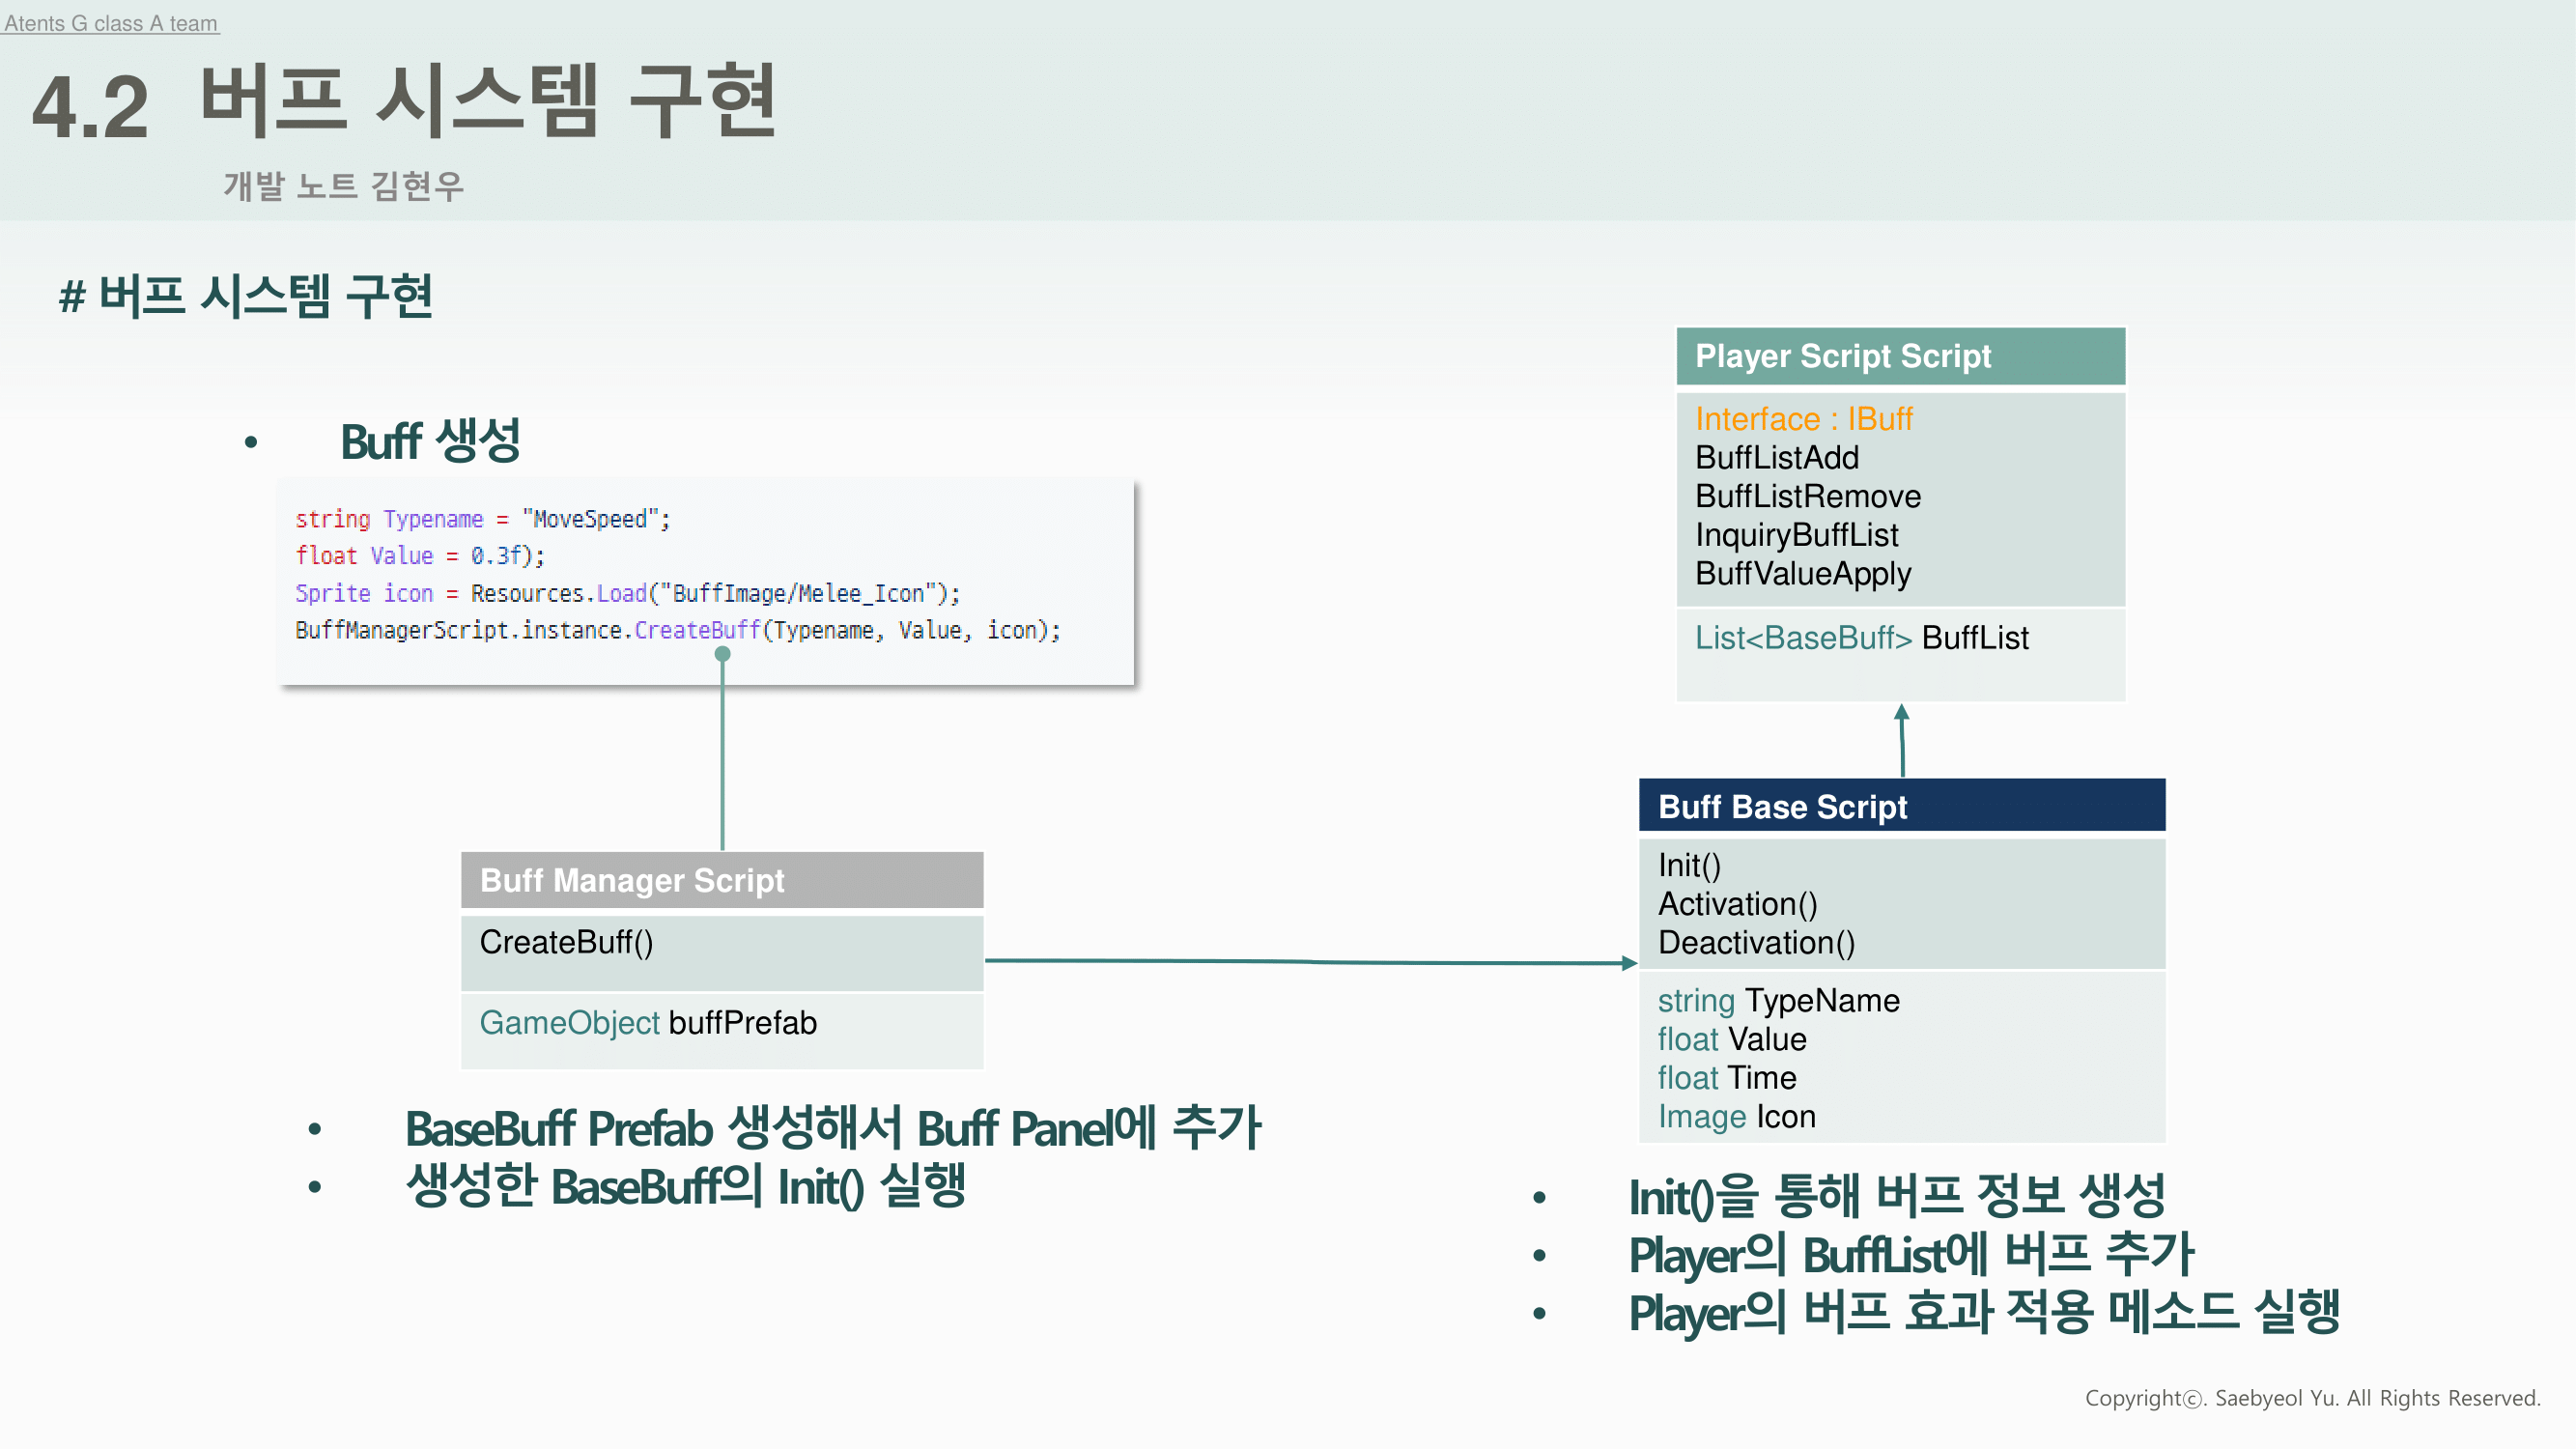 Atents G class A team
4.2 버프 시스템 구현
개발 노트 김현우
# 버프 시스템 구현
• Buff 생성
string Typename = "MoveSpeed";
float Value = 0.3f);
Sprite icon = Resources.Load("BuffImage/Melee_Icon");
BuffManagerScript.instance.CreateBuff(Typename, Value, icon);
Buff Manager Script
CreateBuff()
GameObject buffPrefab
• BaseBuff Prefab 생성해서 Buff Panel에 추가
• 생성한 BaseBuff의 Init() 실행
Player Script Script
Interface : IBuff
BuffListAdd
BuffListRemove
InquiryBuffList
BuffValueApply
List<BaseBuff> BuffList
Buff Base Script
Init()
Activation()
Deactivation()
string TypeName
float Value
float Time
Image Icon
• Init()을 통해 버프 정보 생성
• Player의 BuffList에 버프 추가
• Player의 버프 효과 적용 메소드 실행
Copyrightⓒ. Saebyeol Yu. All Rights Reserved.